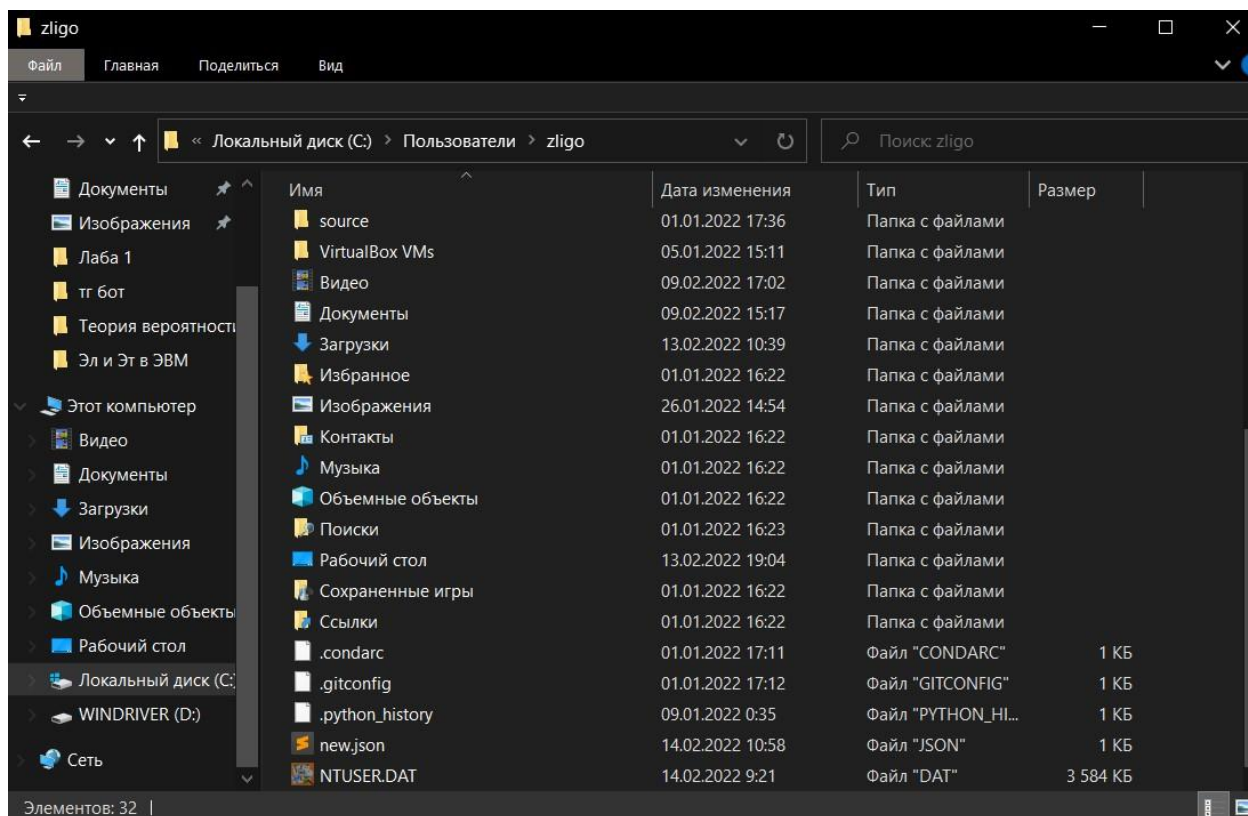 zligo
Файл Главная Поделиться Вид
« Локальный диск (C:) > Пользователи > zligo Поиск: zligo
Документы
Изображения
Лаба 1
тг бот
Теория вероятности
Эл и Эт в ЭВМ
Этот компьютер
Видео
Документы
Загрузки
Изображения
Музыка
Объемные объекты
Рабочий стол
Локальный диск (C:
WINDRIVER (D:)
Сеть
Имя Дата изменения Тип Размер
source 01.01.2022 17:36 Папка с файлами
VirtualBox VMs 05.01.2022 15:11 Папка с файлами
Видео 09.02.2022 17:02 Папка с файлами
Документы 09.02.2022 15:17 Папка с файлами
Загрузки 13.02.2022 10:39 Папка с файлами
Избранное 01.01.2022 16:22 Папка с файлами
Изображения 26.01.2022 14:54 Папка с файлами
Контакты 01.01.2022 16:22 Папка с файлами
Музыка 01.01.2022 16:22 Папка с файлами
Объемные объекты 01.01.2022 16:22 Папка с файлами
Поиски 01.01.2022 16:23 Папка с файлами
Рабочий стол 13.02.2022 19:04 Папка с файлами
Сохраненные игры 01.01.2022 16:22 Папка с файлами
Ссылки 01.01.2022 16:22 Папка с файлами
.condarc 01.01.2022 17:11 Файл "CONDARC" 1 КБ
.gitconfig 01.01.2022 17:12 Файл "GITCONFIG" 1 КБ
.python_history 09.01.2022 0:35 Файл "PYTHON_HI... 1 КБ
new.json 14.02.2022 10:58 Файл "JSON" 1 КБ
NTUSER.DAT 14.02.2022 9:21 Файл "DAT" 3 584 КБ
Элементов: 32